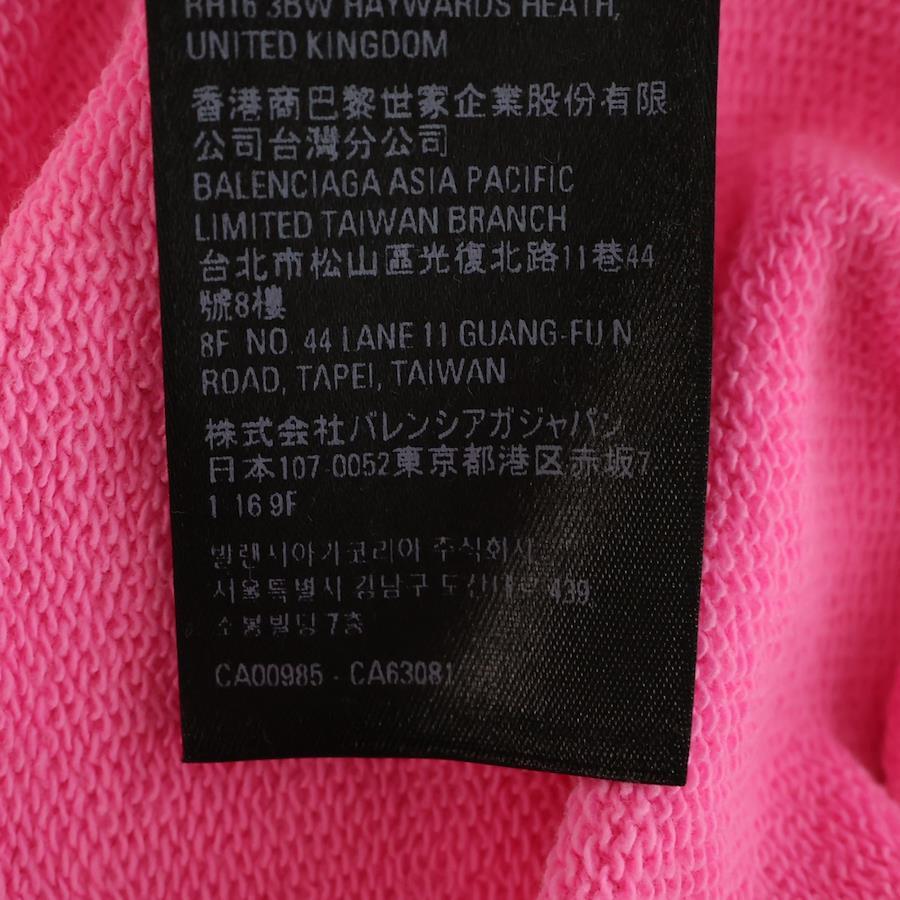 RH16 3BW HAYWARDS HEATH,
UNITED KINGDOM
香港商巴黎世家企業股份有限
公司台灣分公司
BALENCIAGA ASIA PACIFIC
LIMITED TAIWAN BRANCH
台北市松山區光復北路11巷44
號8樓
8F NO. 44 LANE 11 GUANG-FU N
ROAD, TAPEI, TAIWAN
株式会社バレンシアガジャパン
日本107-0052東京都港区赤坂7
1 16 9F
발렌시아가코리아 주식회사
서울특별시 강남구 도산대로 439,
소봉빌딩 7층
CA00985 - CA63081